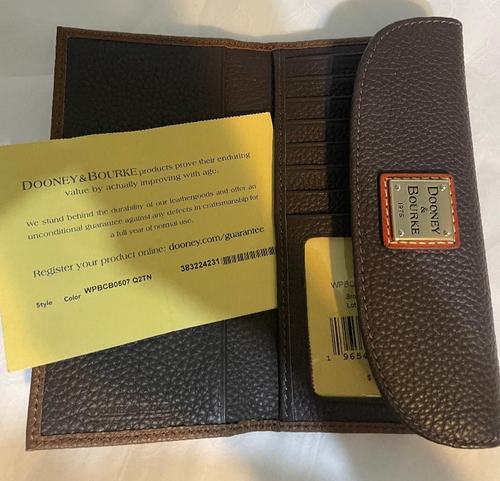 DOONEY&BOURKE products prove their enduring
value by actually improving with age.
We stand behind the durability of our leathergoods and offer an
unconditional guarantee against any defects in craftsmanship for
a full year of normal use.
Register your product online: dooney.com/guarantee
383224231
Style Color WPBCB0507 Q2TN
DOONEY
&
BOURKE
1975